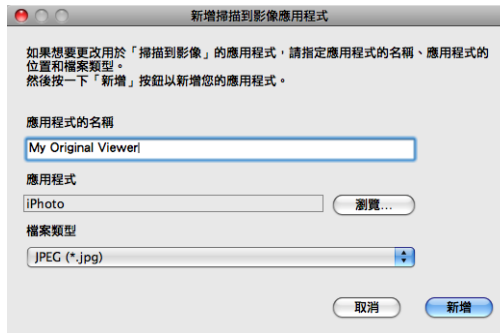 新增掃描到影像應用程式
如果想要更改用於「掃描到影像」的應用程式，請指定應用程式的名稱、應用程式的
位置和檔案類型。
然後按一下「新增」按鈕以新增您的應用程式。
應用程式的名稱
My Original Viewer
應用程式
iPhoto
瀏覽...
檔案類型
JPEG (*.jpg)
取消
新增